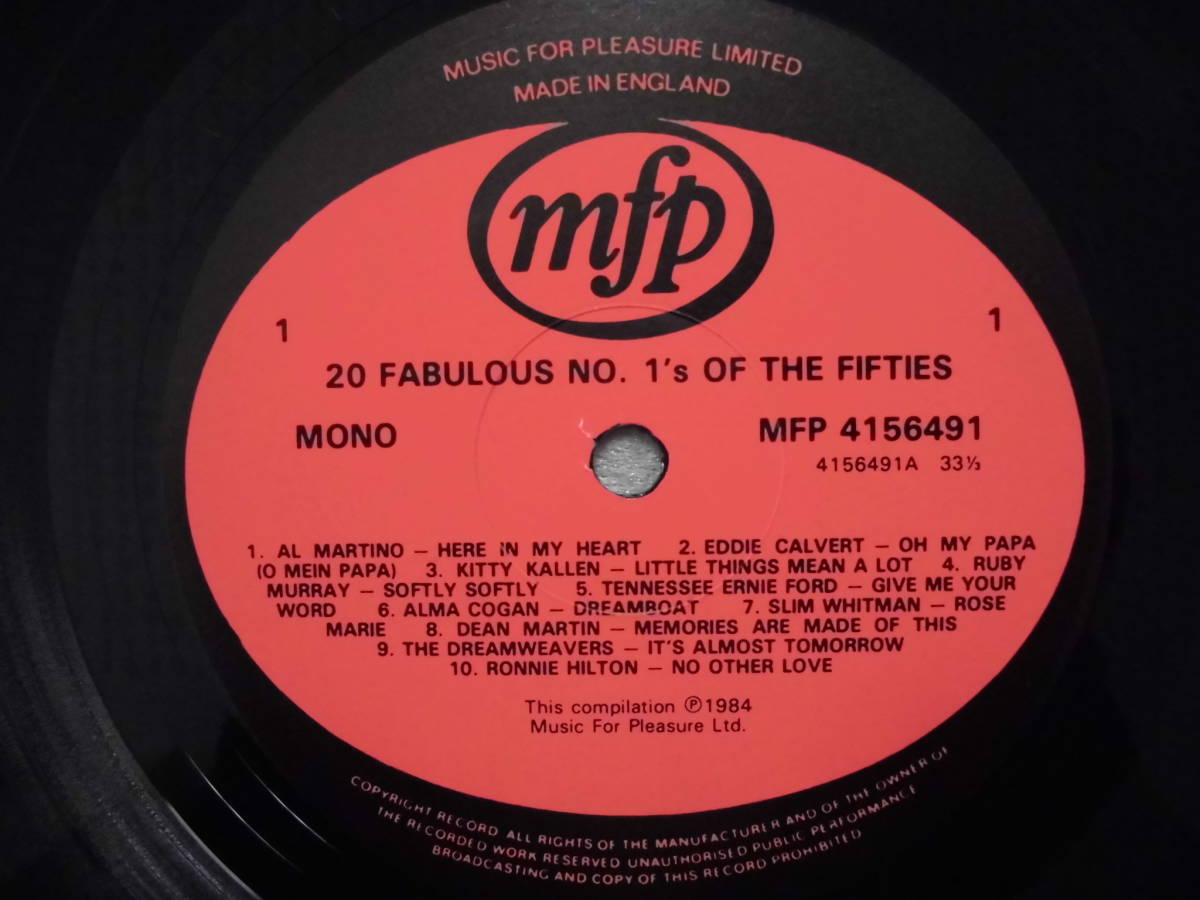 MUSIC FOR PLEASURE LIMITED
MADE IN ENGLAND
mfp
1 1
20 FABULOUS NO. 1's OF THE FIFTIES
MONO MFP 4156491
4156491A 33⅓
1. AL MARTINO – HERE IN MY HEART 2. EDDIE CALVERT – OH MY PAPA
(O MEIN PAPA) 3. KITTY KALLEN – LITTLE THINGS MEAN A LOT 4. RUBY
MURRAY – SOFTLY SOFTLY 5. TENNESSEE ERNIE FORD – GIVE ME YOUR
WORD 6. ALMA COGAN – DREAMBOAT 7. SLIM WHITMAN – ROSE
MARIE 8. DEAN MARTIN – MEMORIES ARE MADE OF THIS
9. THE DREAMWEAVERS – IT'S ALMOST TOMORROW
10. RONNIE HILTON – NO OTHER LOVE
This compilation ℗1984
Music For Pleasure Ltd.
COPYRIGHT RECORD ALL RIGHTS OF THE MANUFACTURER AND OF THE OWNER OF
THE RECORDED WORK RESERVED UNAUTHORISED PUBLIC PERFORMANCE
BROADCASTING AND COPY OF THIS RECORD PROHIBITED